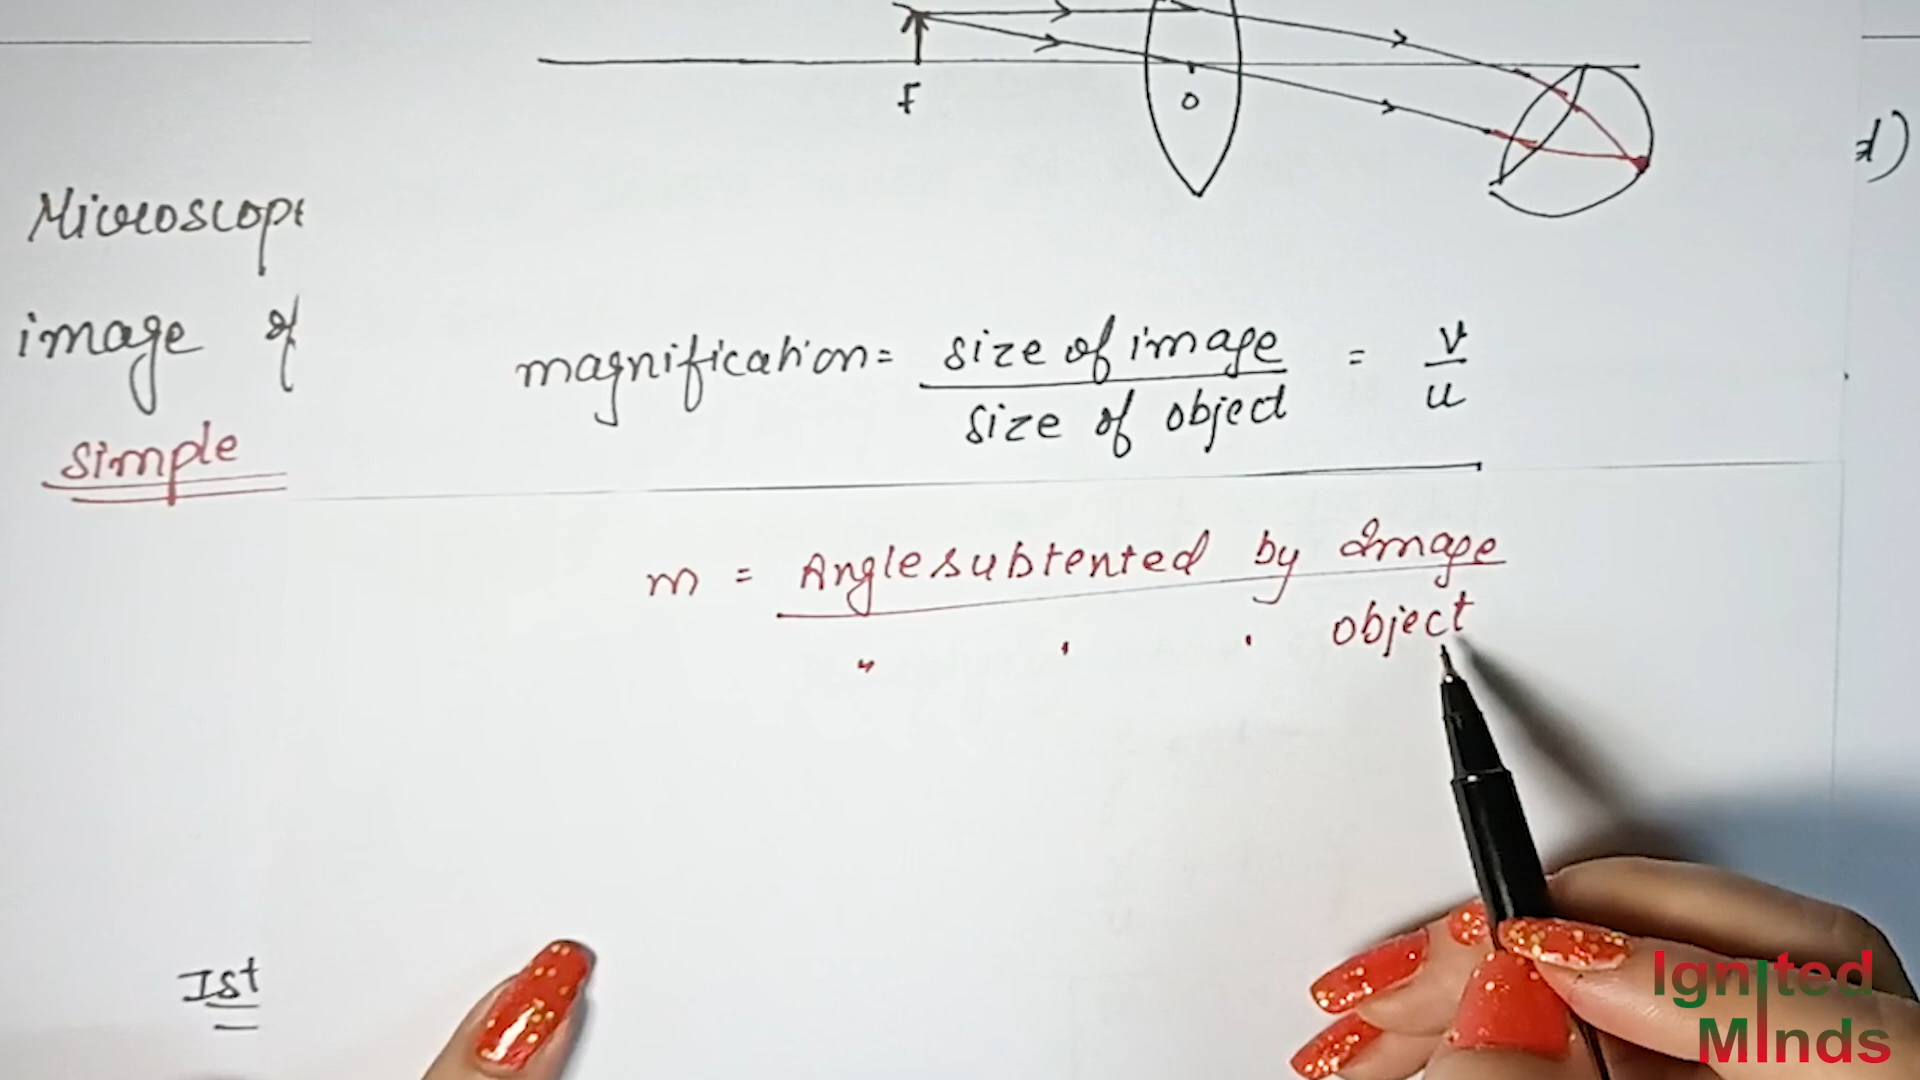 F
O
d)
Microscope
image of
simple
magnification = size of image / size of object = v / u
m = Angle subtented by Image
" " " object
Ist
Ignited
Minds